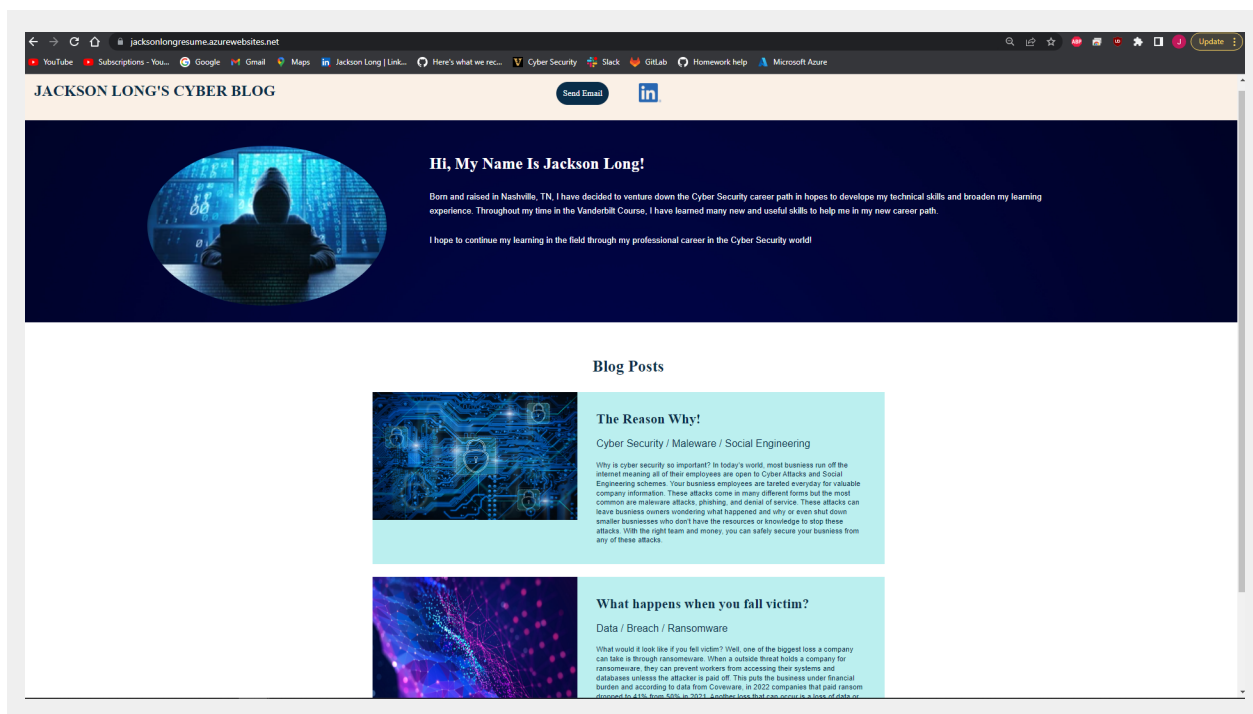 jacksonlongresume.azurewebsites.net
Update
YouTube Subscriptions - You... Google Gmail Maps Jackson Long | Link... Here's what we rec... Cyber Security Slack GitLab Homework help Microsoft Azure
JACKSON LONG'S CYBER BLOG
Send Email
in
Hi, My Name Is Jackson Long!
Born and raised in Nashville, TN, I have decided to venture down the Cyber Security career path in hopes to develope my technical skills and broaden my learning
experience. Throughout my time in the Vanderbilt Course, I have learned many new and useful skills to help me in my new career path.
I hope to continue my learning in the field through my professional career in the Cyber Security world!
Blog Posts
The Reason Why!
Cyber Security / Maleware / Social Engineering
Why is cyber security so important? In today's world, most busniess run off the
internet meaning all of their employees are open to Cyber Attacks and Social
Engineering schemes. Your busniess employees are tareted everyday for valuable
company information. These attacks come in many different forms but the most
common are maleware attacks, phishing, and denial of service. These attacks can
leave busniess owners wondering what happened and why or even shut down
smaller busniesses who don't have the resources or knowledge to stop these
attacks. With the right team and money, you can safely secure your busniess from
any of these attacks.
What happens when you fall victim?
Data / Breach / Ransomware
What would it look like if you fell victim? Well, one of the biggest loss a company
can take is through ransomeware. When a outside threat holds a company for
ransomeware, they can prevent workers from accessing their systems and
databases unlesss the attacker is paid off. This puts the business under financial
burden and according to data from Coveware, in 2022 companies that paid ransom
dropped to 41% from 50% in 2021. Another loss that can occur is a loss of data or